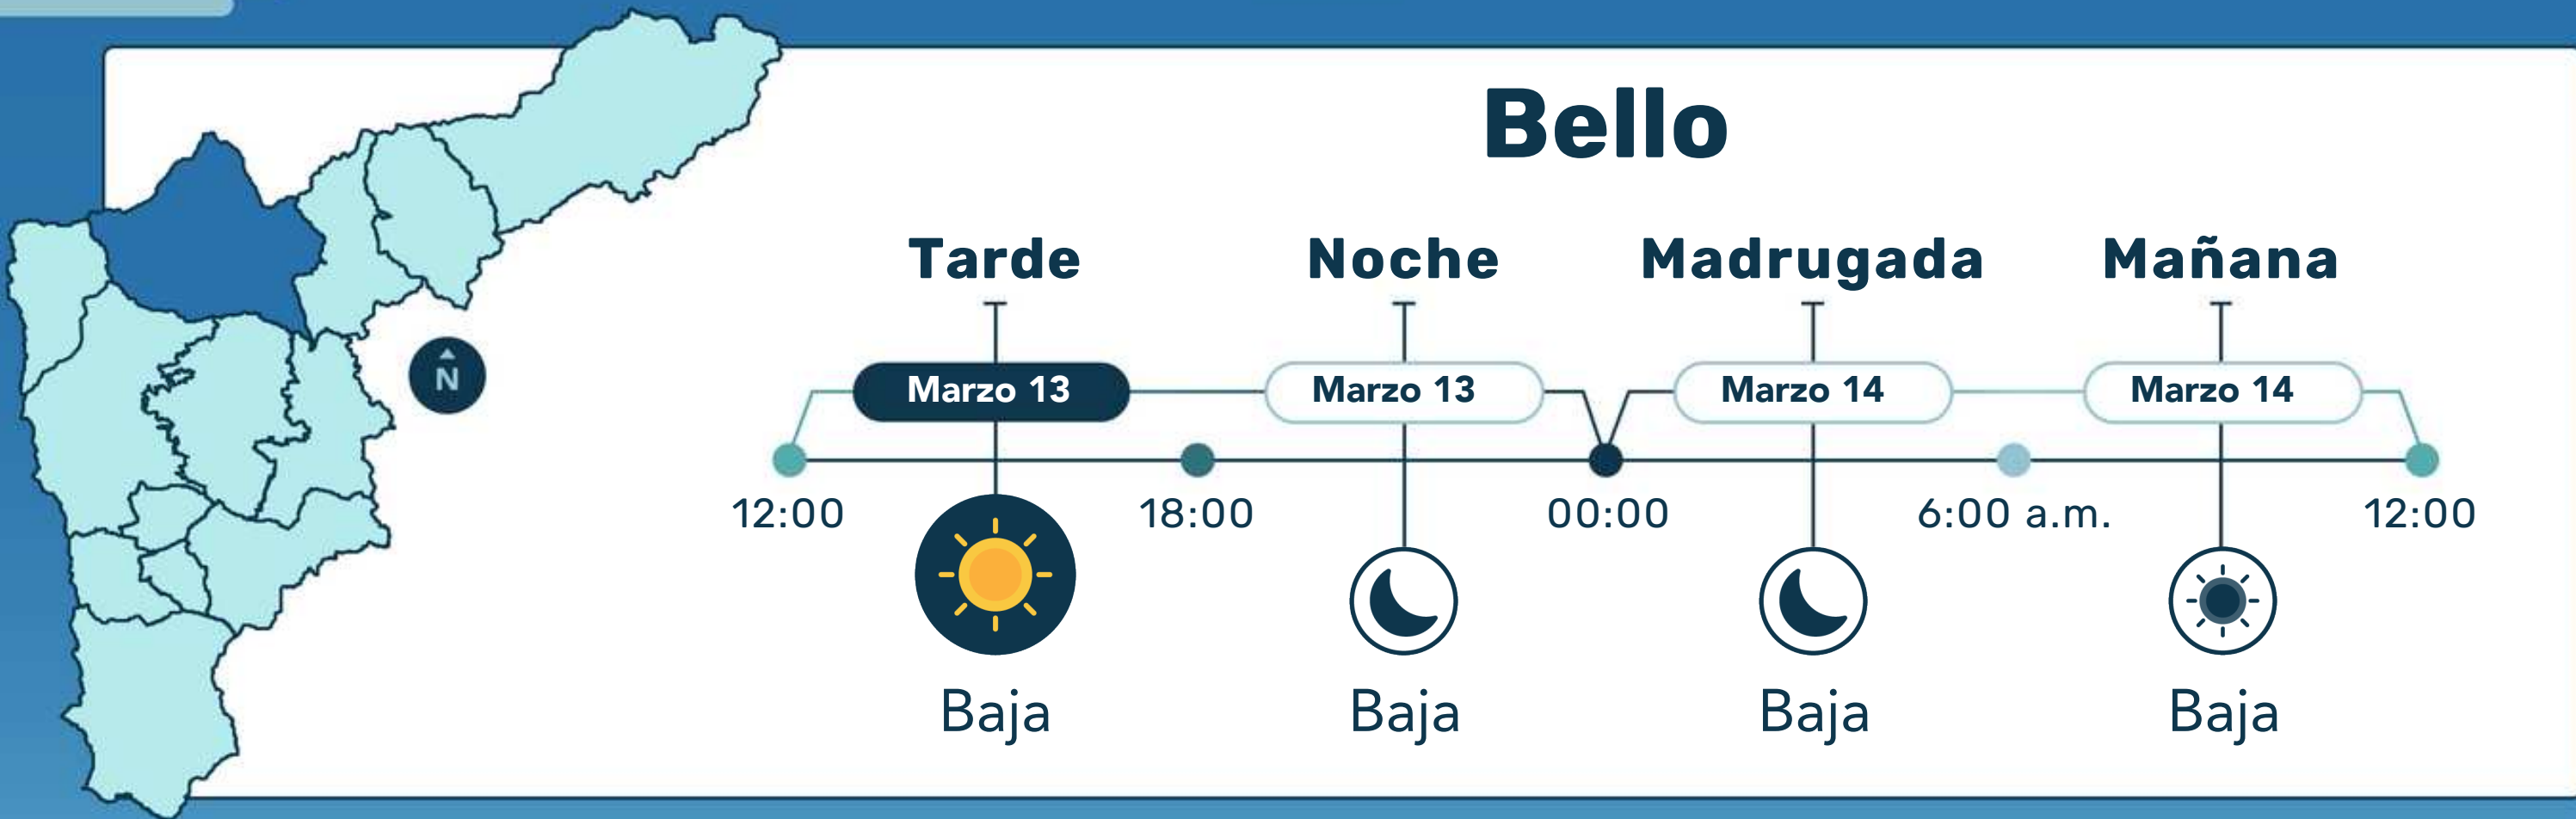 Bello
Tarde Noche Madrugada Mañana
N
Marzo 13 Marzo 13 Marzo 14 Marzo 14
12:00 18:00 00:00 6:00 a.m. 12:00
Baja Baja Baja Baja